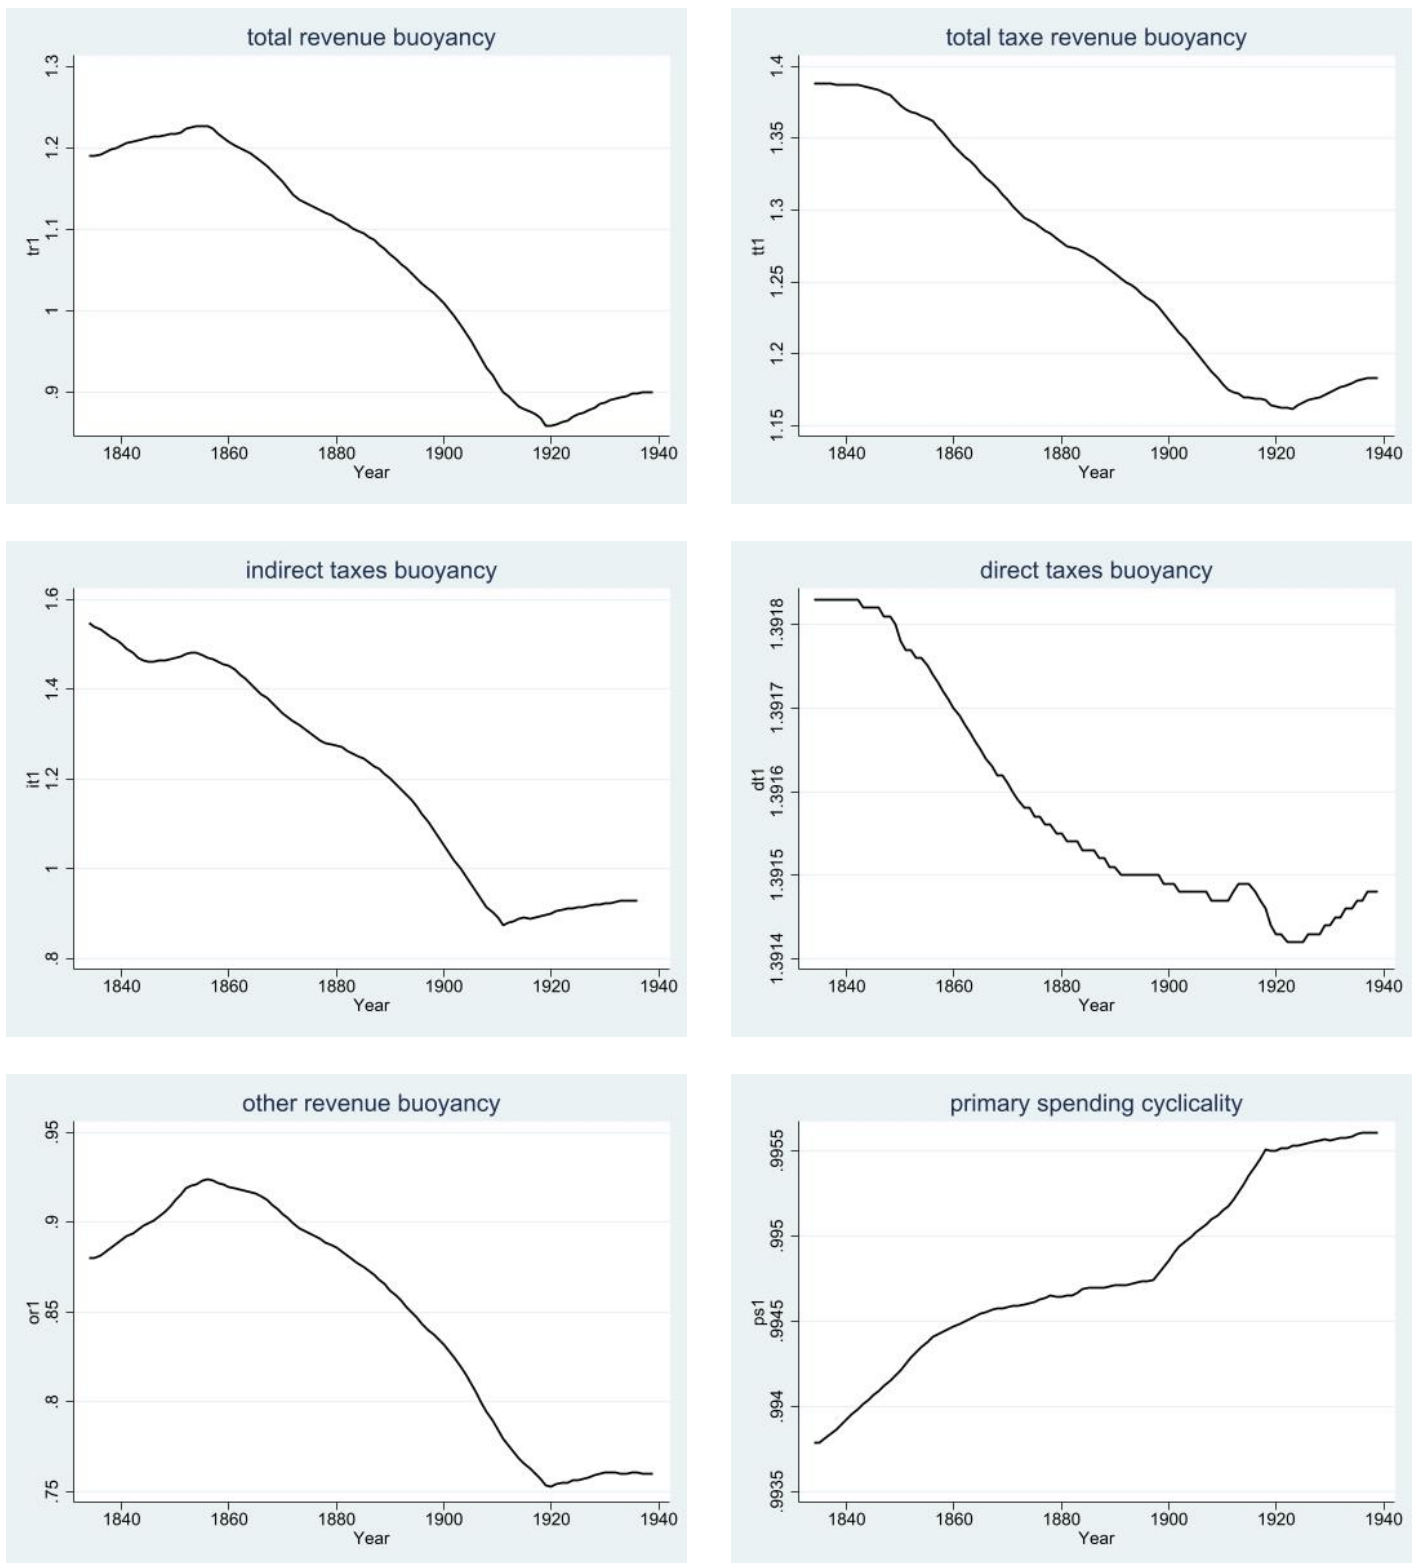 total revenue buoyancy
tr1
1.3
1.2
1.1
1
.9
1840 1860 1880 1900 1920 1940
Year
total taxe revenue buoyancy
tt1
1.4
1.35
1.3
1.25
1.2
1.15
1840 1860 1880 1900 1920 1940
Year
indirect taxes buoyancy
it1
1.6
1.4
1.2
1
.8
1840 1860 1880 1900 1920 1940
Year
direct taxes buoyancy
dt1
1.3918
1.3917
1.3916
1.3915
1.3914
1840 1860 1880 1900 1920 1940
Year
other revenue buoyancy
or1
.95
.9
.85
.8
.75
1840 1860 1880 1900 1920 1940
Year
primary spending cyclicality
ps1
.9955
.995
.9945
.994
.9935
1840 1860 1880 1900 1920 1940
Year